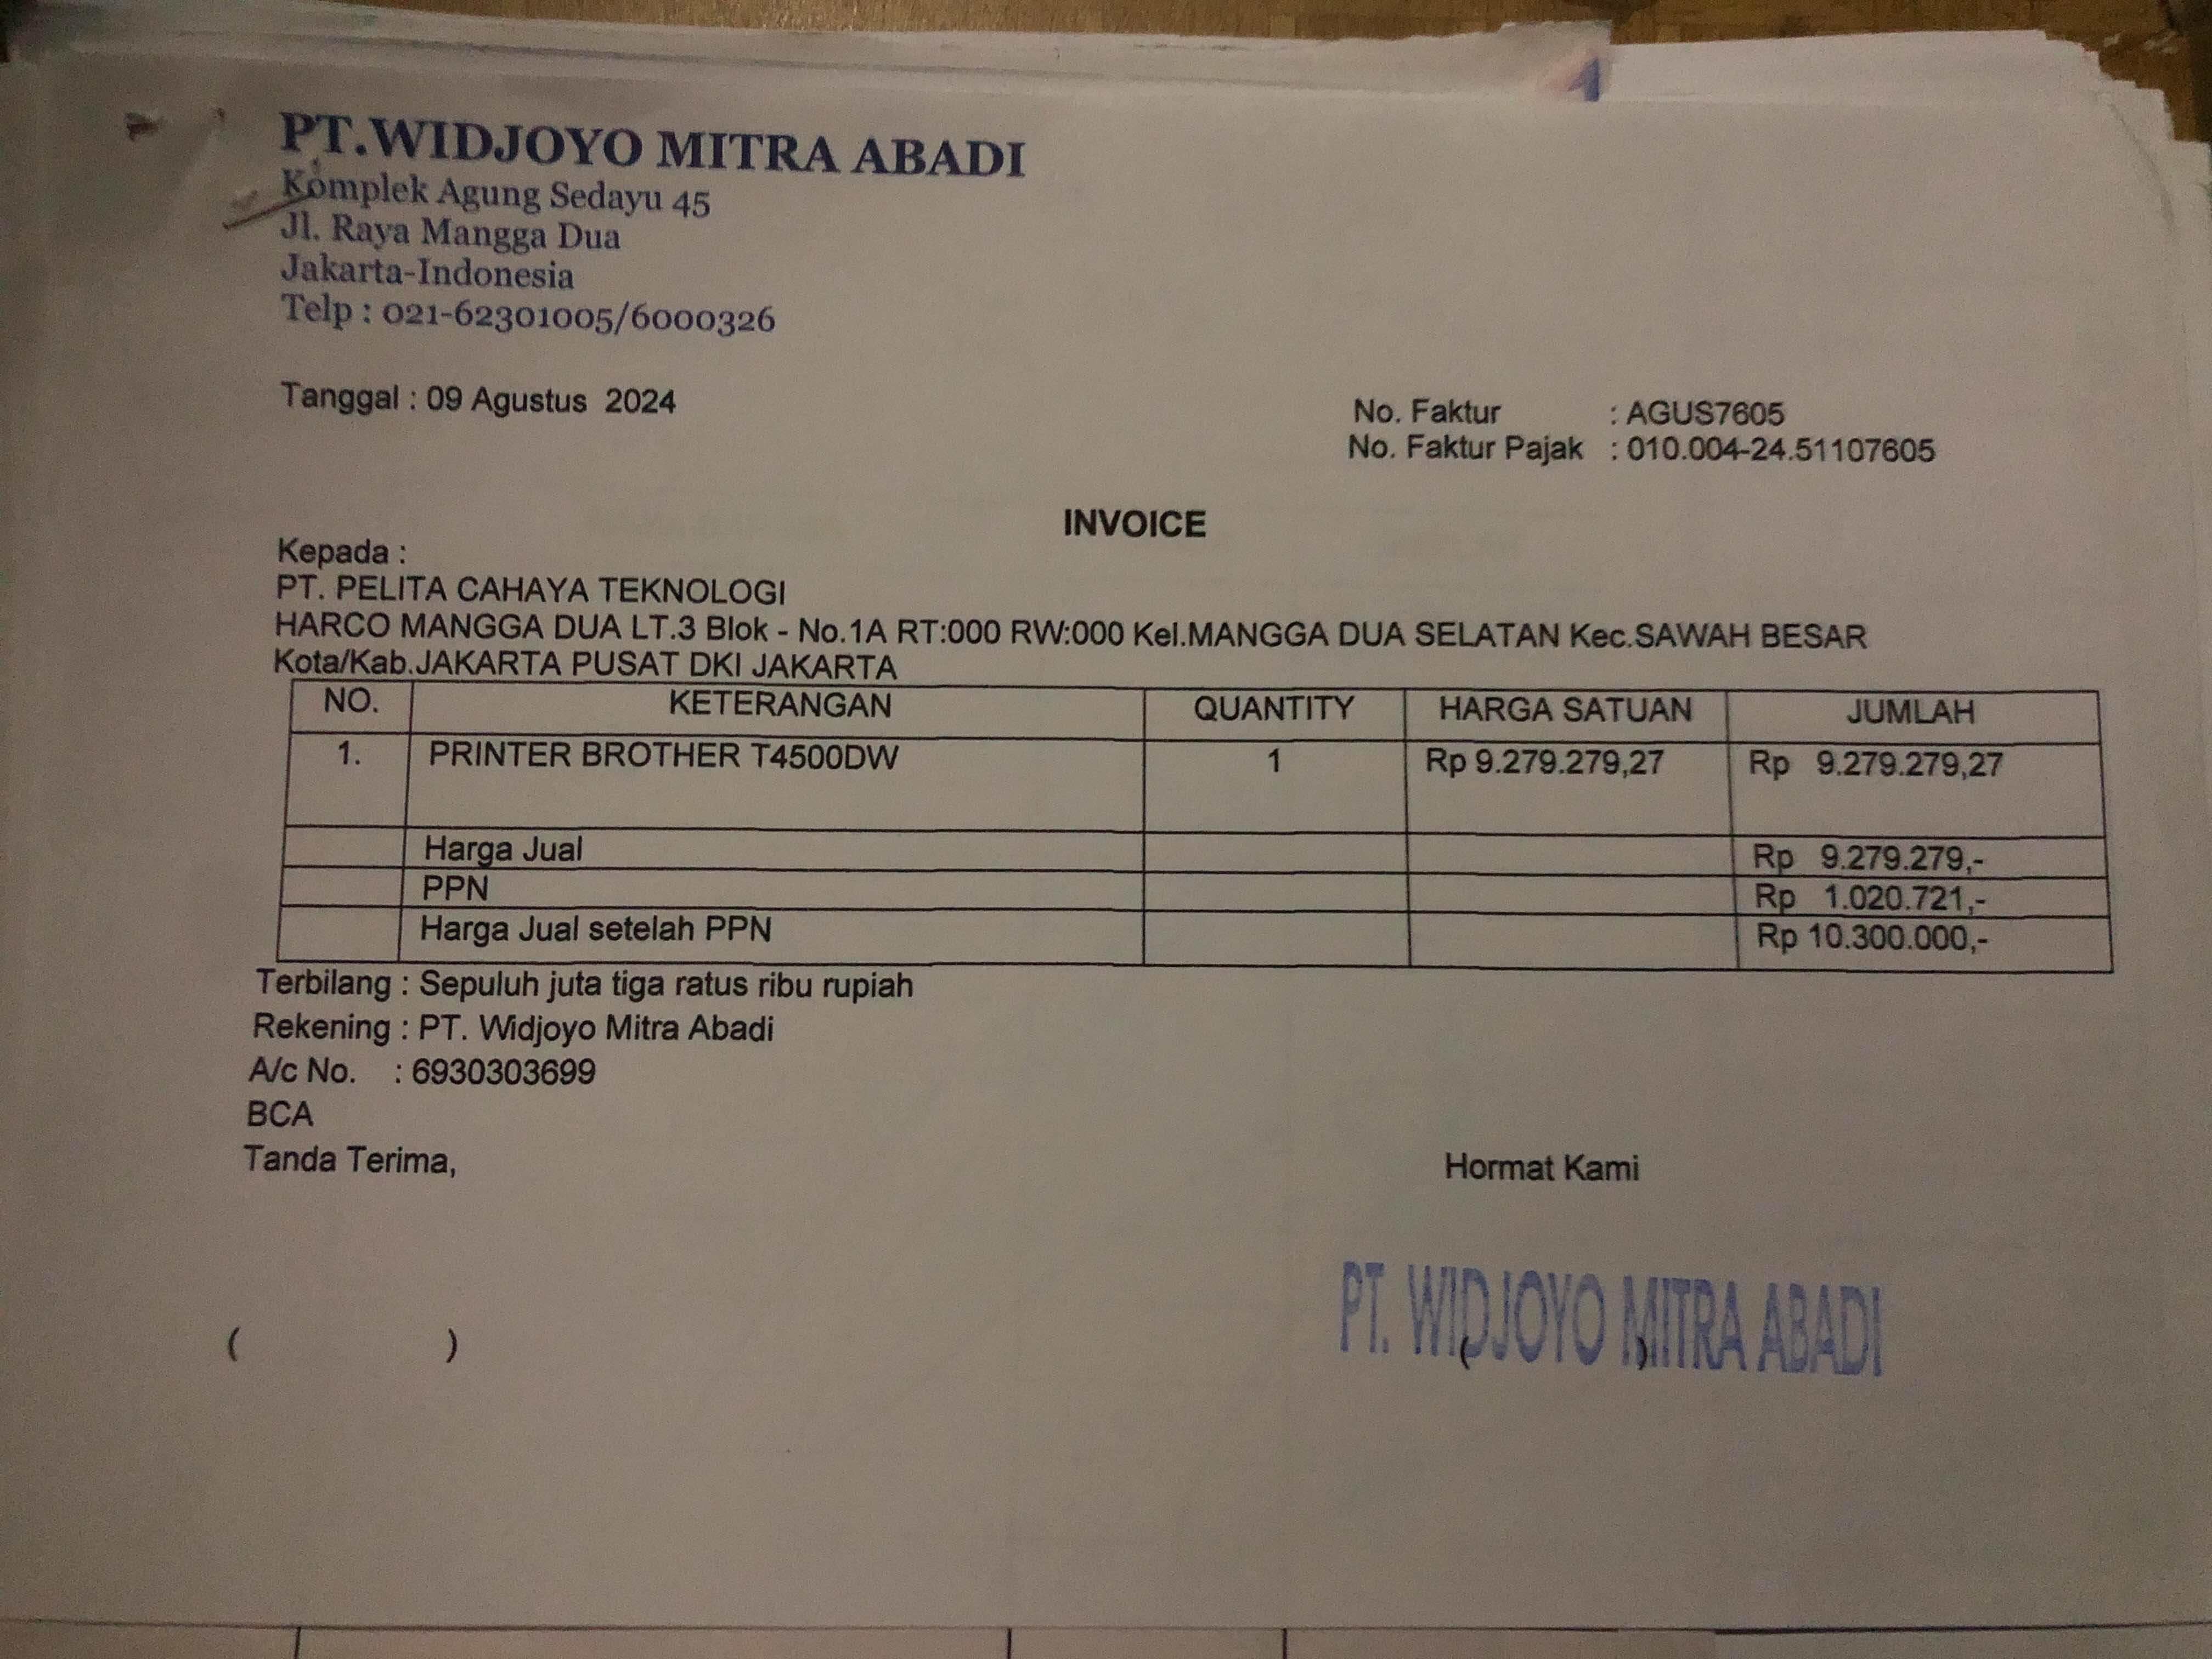 PT.WIDJOYO MITRA ABADI
Komplek Agung Sedayu 45
Jl. Raya Mangga Dua
Jakarta-Indonesia
Telp : 021-62301005/6000326
Tanggal : 09 Agustus 2024
No. Faktur : AGUS7605
No. Faktur Pajak : 010.004-24.51107605
INVOICE
Kepada :
PT. PELITA CAHAYA TEKNOLOGI
HARCO MANGGA DUA LT.3 Blok - No.1A RT:000 RW:000 Kel.MANGGA DUA SELATAN Kec.SAWAH BESAR
Kota/Kab.JAKARTA PUSAT DKI JAKARTA
NO. KETERANGAN QUANTITY HARGA SATUAN JUMLAH
1. PRINTER BROTHER T4500DW 1 Rp 9.279.279,27 Rp 9.279.279,27
Harga Jual Rp 9.279.279,-
PPN Rp 1.020.721,-
Harga Jual setelah PPN Rp 10.300.000,-
Terbilang : Sepuluh juta tiga ratus ribu rupiah
Rekening : PT. Widjoyo Mitra Abadi
A/c No. : 6930303699
BCA
Tanda Terima, Hormat Kami
PT. WIDJOYO MITRA ABADI
( ) ( )